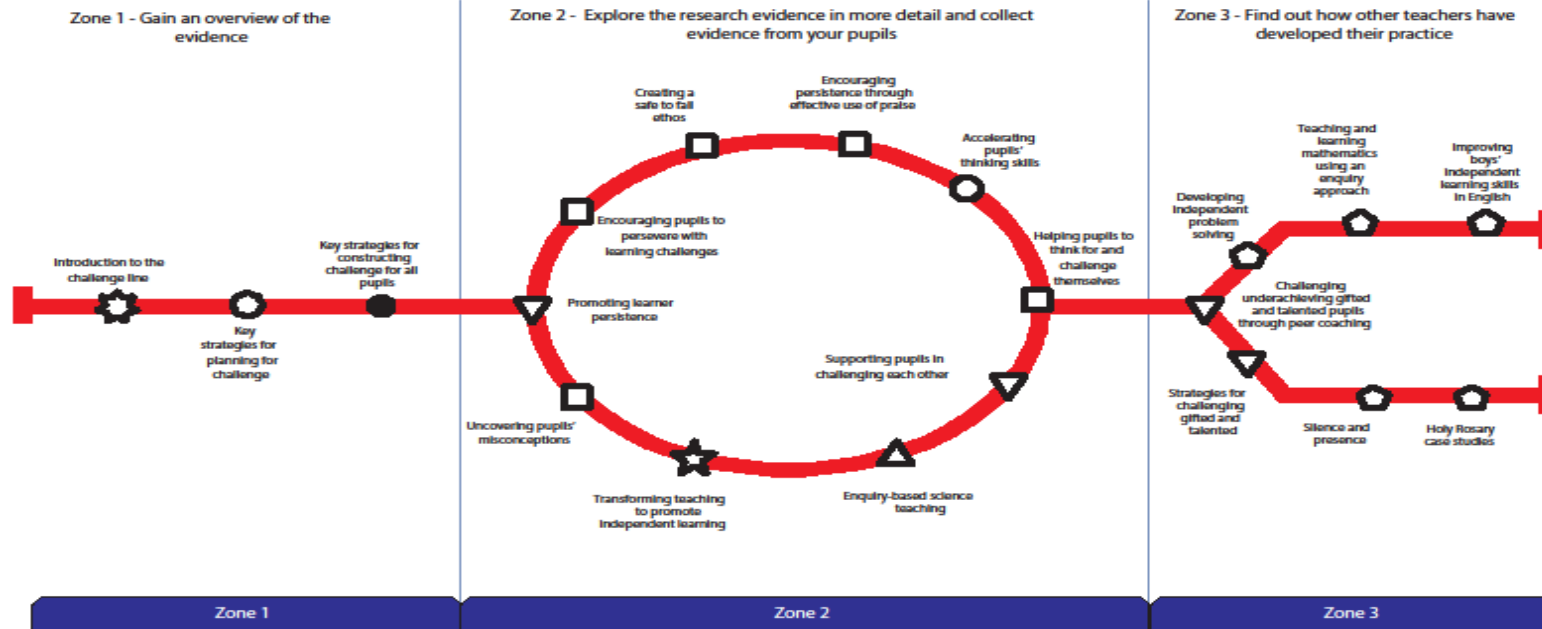 Zone 1 - Gain an overview of the
evidence
Zone 2 - Explore the research evidence in more detail and collect
evidence from your pupils
Zone 3 - Find out how other teachers have
developed their practice
Introduction to the
challenge line
Key
strategies for
planning for
challenge
Key strategies for
constructing
challenge for all
pupils
Promoting learner
persistence
Encouraging pupils to
persevere with
learning challenges
Creating a
safe to fail
ethos
Encouraging
persistence through
effective use of praise
Accelerating
pupils'
thinking skills
Helping pupils to
think for and
challenge
themselves
Supporting pupils in
challenging each other
Enquiry-based science
teaching
Transforming teaching
to promote
independent learning
Uncovering pupils'
misconceptions
Developing
independent
problem
solving
Teaching and
learning
mathematics
using an
enquiry
approach
Improving
boys'
independent
learning skills
in English
Challenging
underachieving gifted
and talented pupils
through peer coaching
Strategies for
challenging
gifted and
talented
Silence and
presence
Holy Rosary
case studies
Zone 1
Zone 2
Zone 3